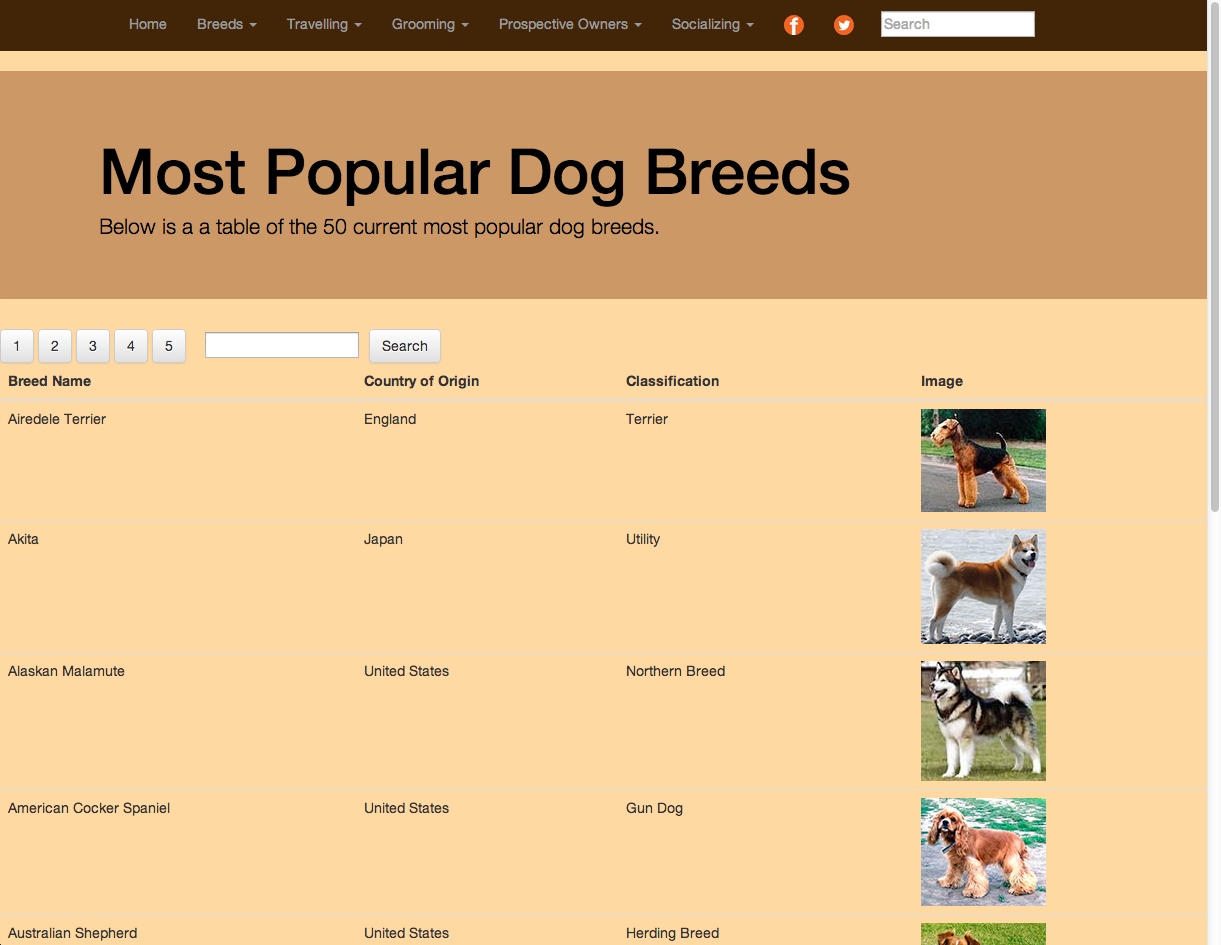 Home Breeds Travelling Grooming Prospective Owners Socializing f Search
Most Popular Dog Breeds
Below is a a table of the 50 current most popular dog breeds.
1 2 3 4 5 Search
Breed Name Country of Origin Classification Image
Airedele Terrier England Terrier
Akita Japan Utility
Alaskan Malamute United States Northern Breed
American Cocker Spaniel United States Gun Dog
Australian Shepherd United States Herding Breed